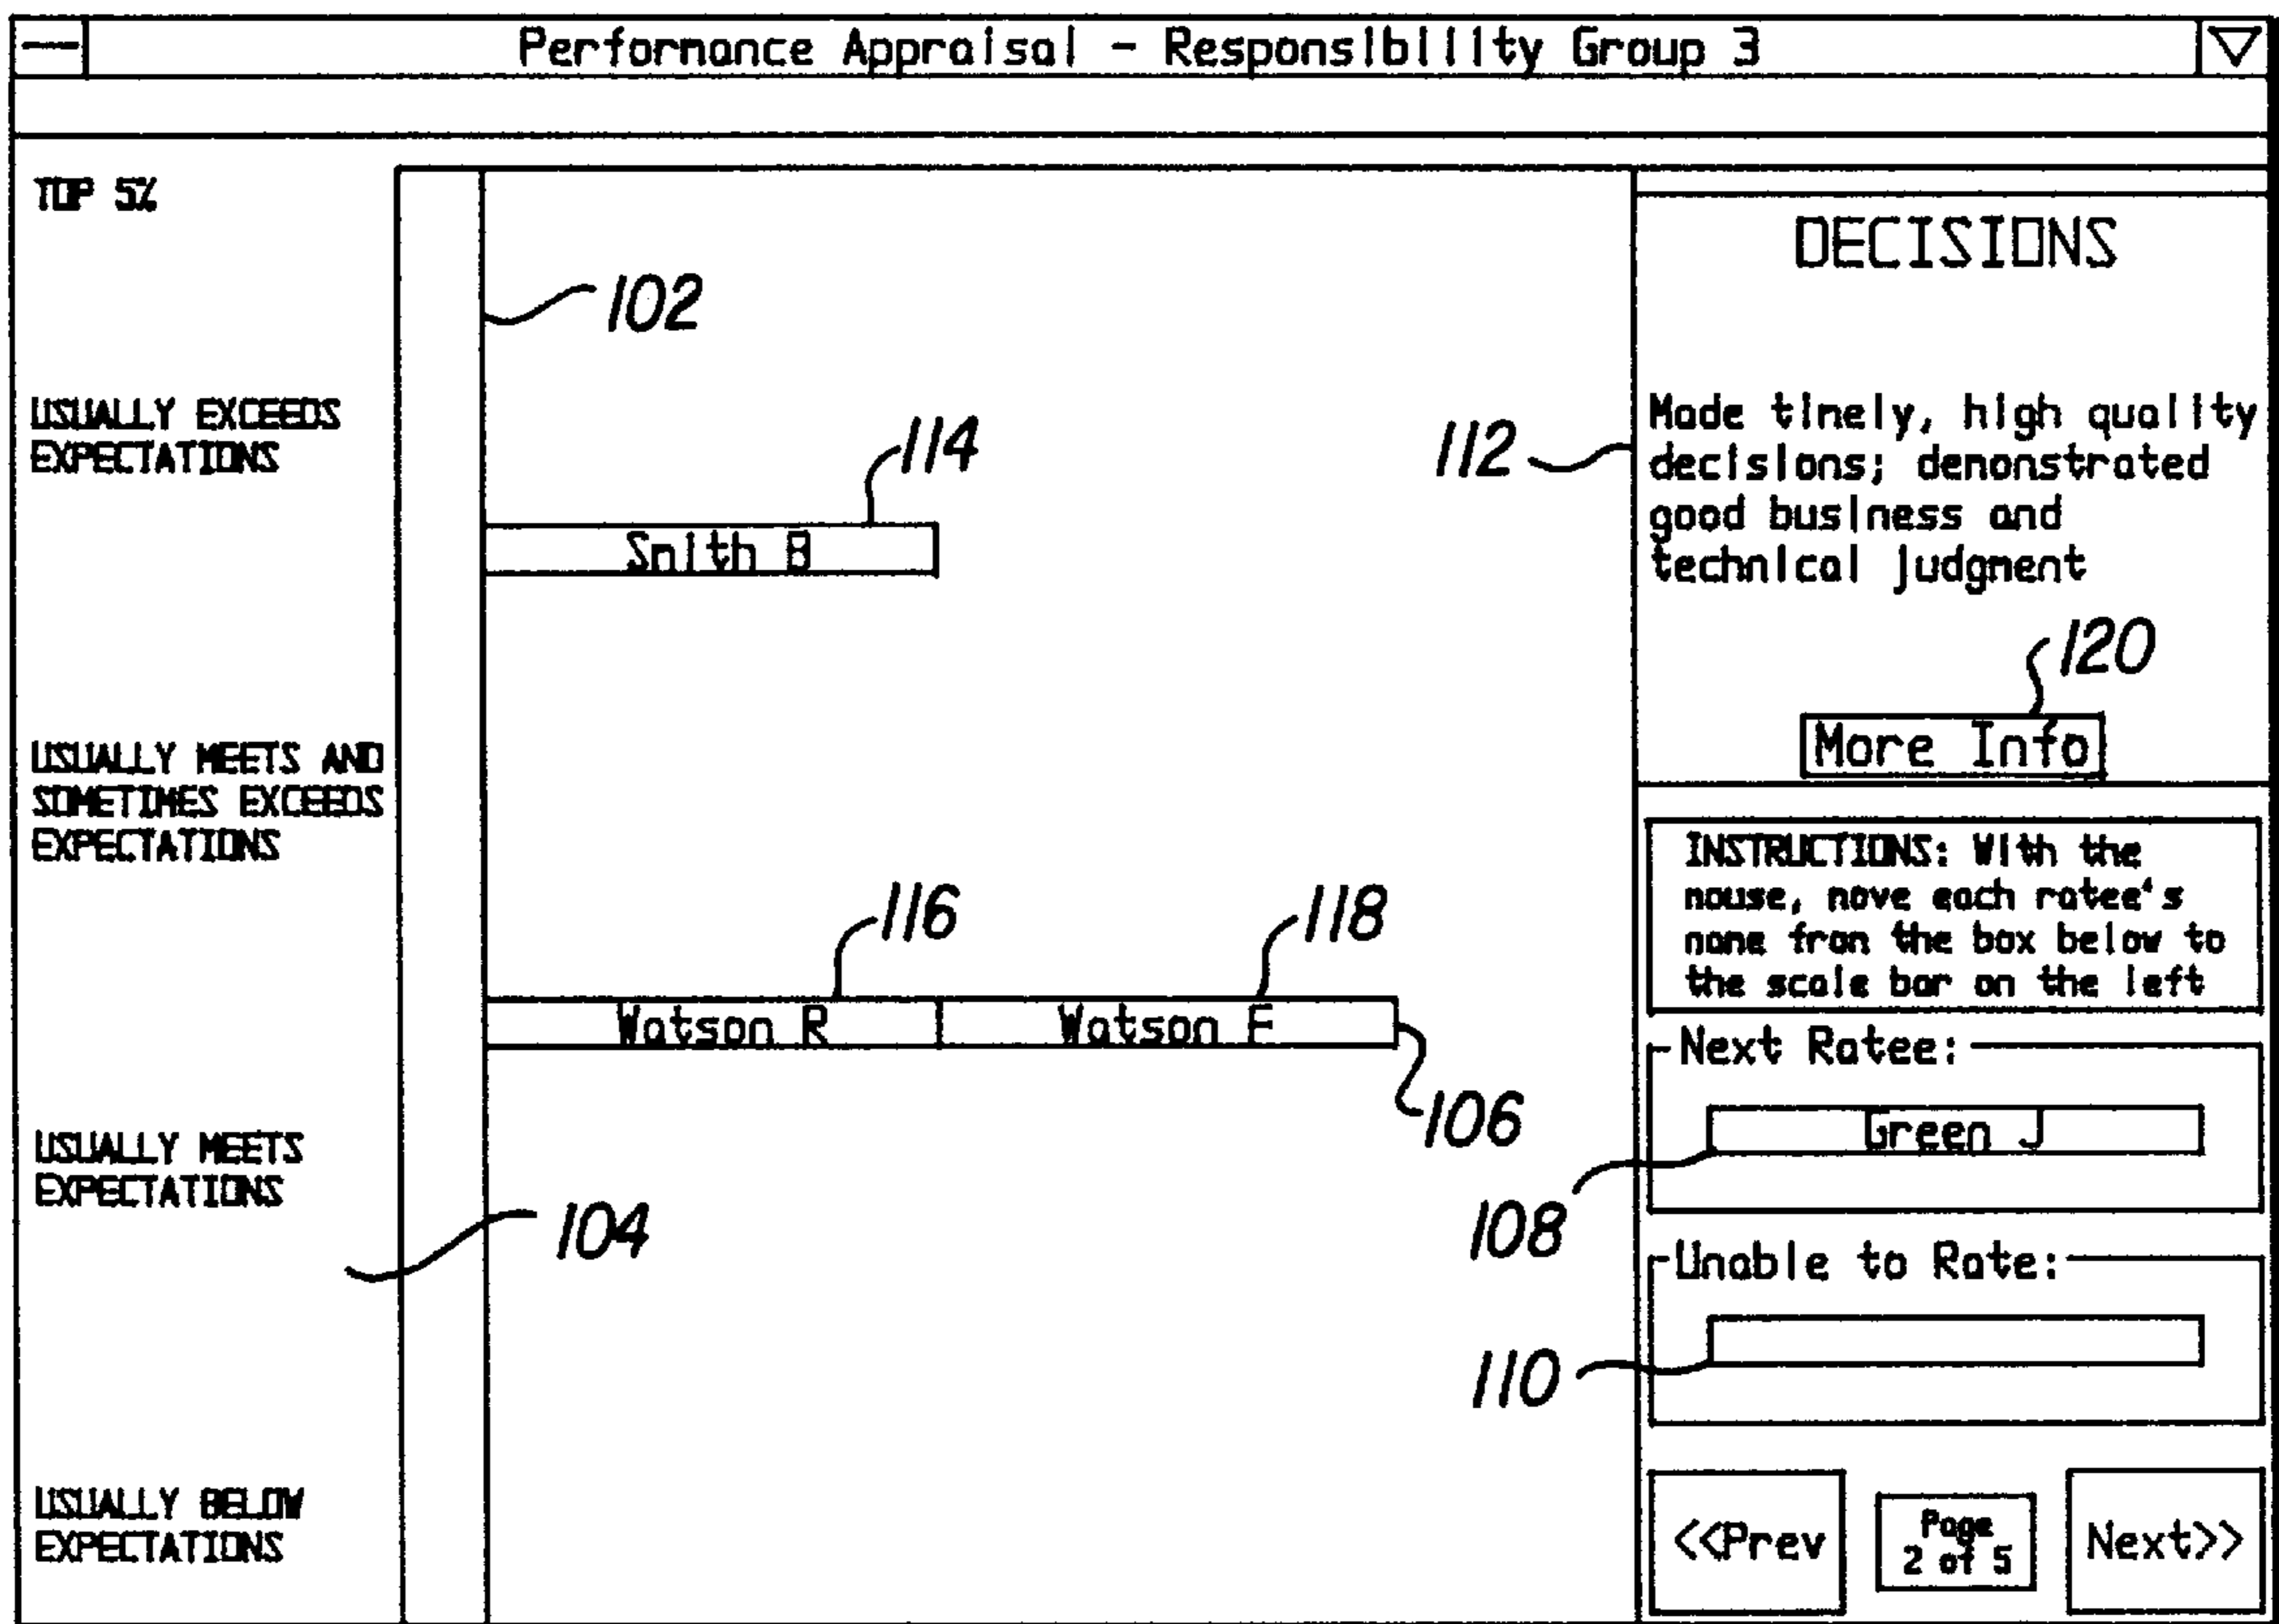 Performance Appraisal - Responsibility Group 3
TOP 5%
102
USUALLY EXCEEDS
EXPECTATIONS
114
Smith B
USUALLY MEETS AND
SOMETIMES EXCEEDS
EXPECTATIONS
116
118
Watson R
Watson E
106
USUALLY MEETS
EXPECTATIONS
104
USUALLY BELOW
EXPECTATIONS
DECISIONS
112
Made timely, high quality
decisions; demonstrated
good business and
technical judgment
120
More Info
INSTRUCTIONS: With the
mouse, move each ratee's
name from the box below to
the scale bar on the left
Next Ratee:
Green J
108
Unable to Rate:
110
<<Prev
Page
2 of 5
Next>>